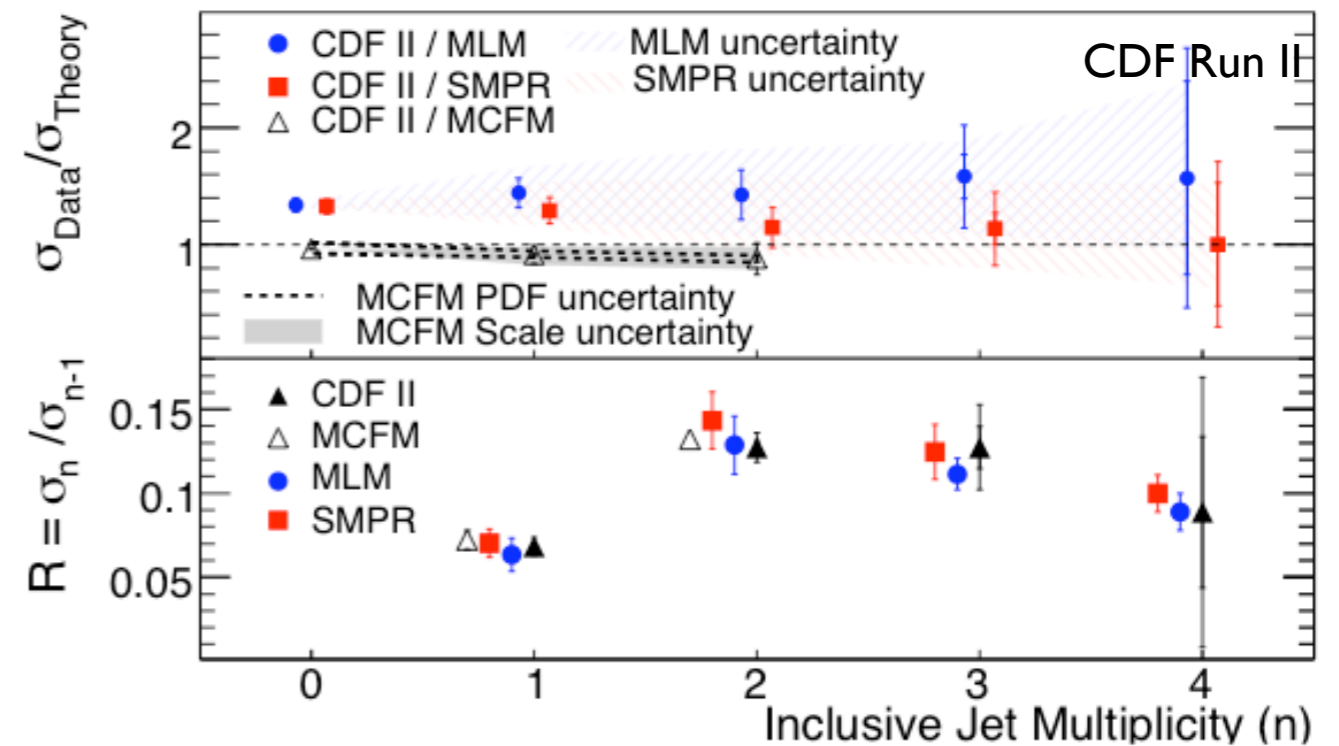 σData/σTheory
CDF II / MLM
MLM uncertainty
CDF Run II
CDF II / SMPR
SMPR uncertainty
CDF II / MCFM
2
1
MCFM PDF uncertainty
MCFM Scale uncertainty
R = σn /σn-1
CDF II
0.15
MCFM
MLM
0.1
SMPR
0.05
0 1 2 3 4
Inclusive Jet Multiplicity (n)